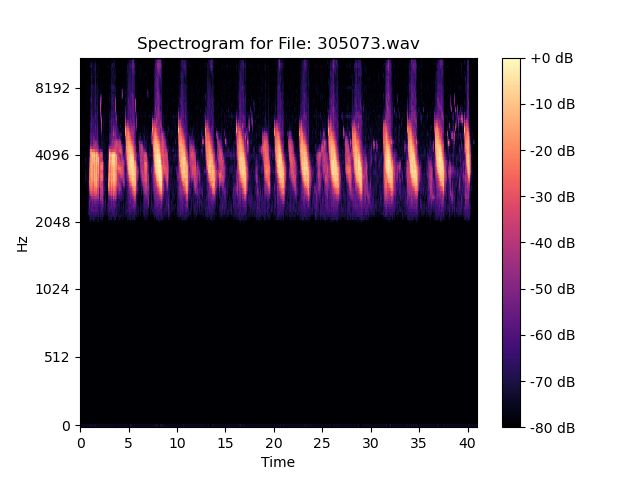 Spectrogram for File: 305073.wav
8192
4096
2048
1024
512
0
Hz
0 5 10 15 20 25 30 35 40
Time
+0 dB
-10 dB
-20 dB
-30 dB
-40 dB
-50 dB
-60 dB
-70 dB
-80 dB